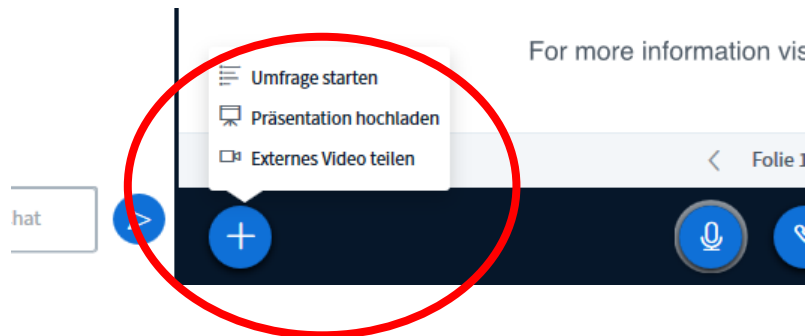 For more information vis
Umfrage starten
Präsentation hochladen
Externes Video teilen
Folie 1
hat